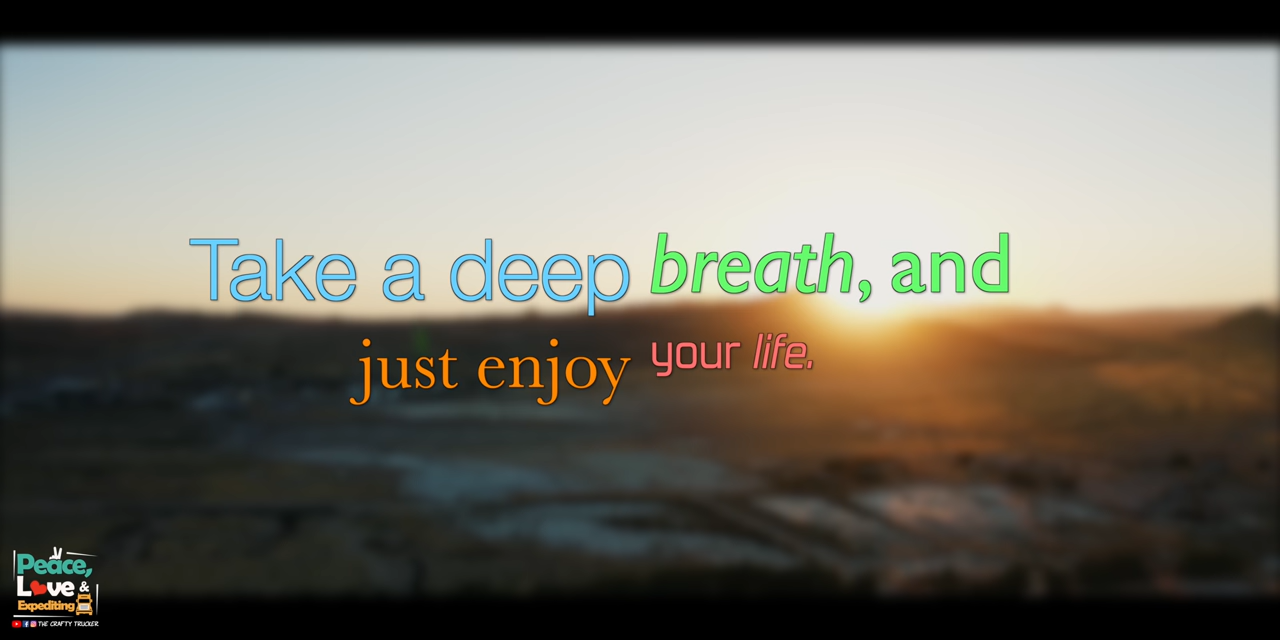 Take a deep breath, and
just enjoy your life.
Peace,
Love &
Expediting
THE CRAFTY TRUCKER